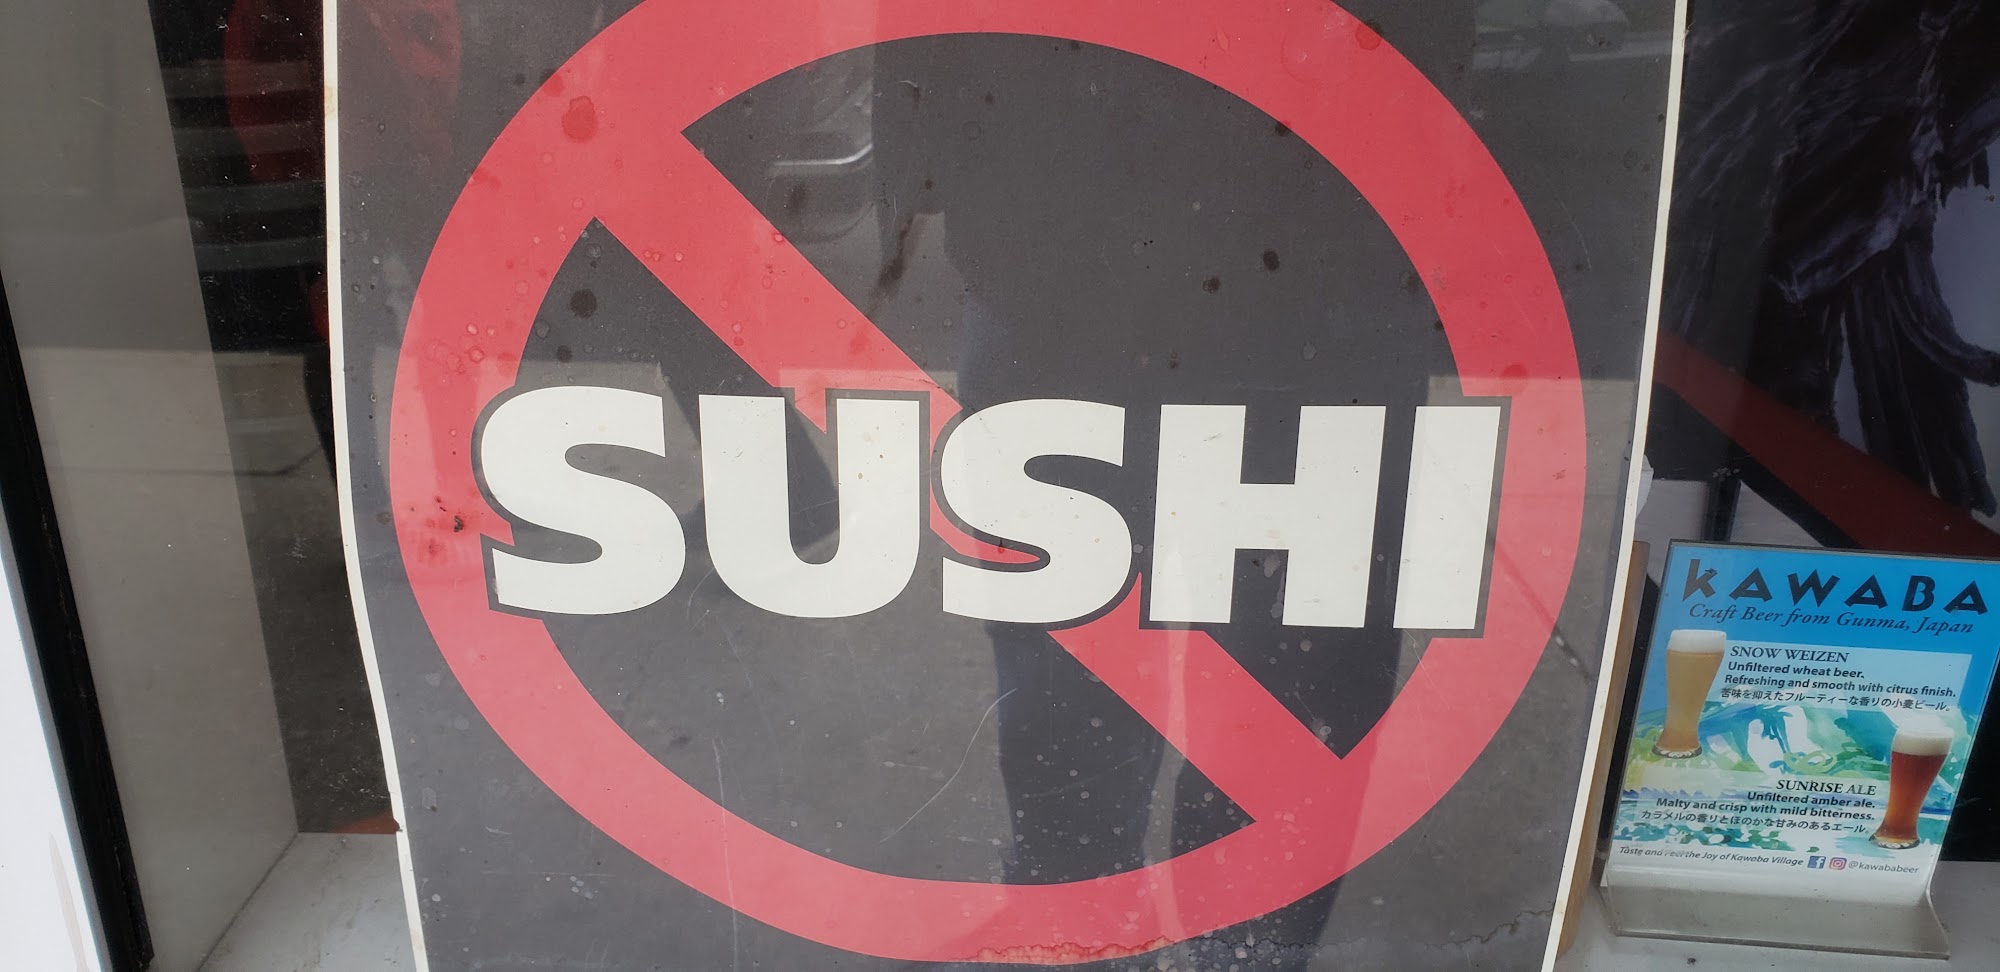 SUSHI
KAWABA
Craft Beer from Gunma, Japan
SNOW WEIZEN
Unfiltered wheat beer.
Refreshing and smooth with citrus finish.
苦味を抑えたフルーティーな香りの小麦ビール。
SUNRISE ALE
Unfiltered amber ale.
Malty and crisp with mild bitterness.
カラメルの香りとほのかな甘みのあるエール。
Taste and Feel the Joy of Kawaba Village @kawababeer